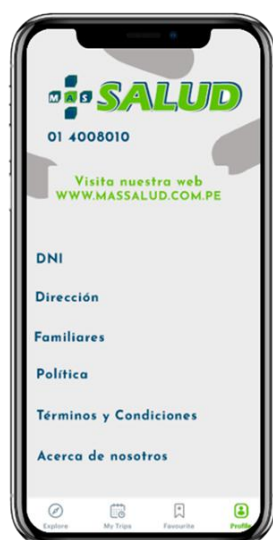 MAS SALUD
01 4008010
Visita nuestra web
WWW.MASSALUD.COM.PE
DNI
Dirección
Familiares
Política
Términos y Condiciones
Acerca de nosotros
Explore My Trips Favourite Profile